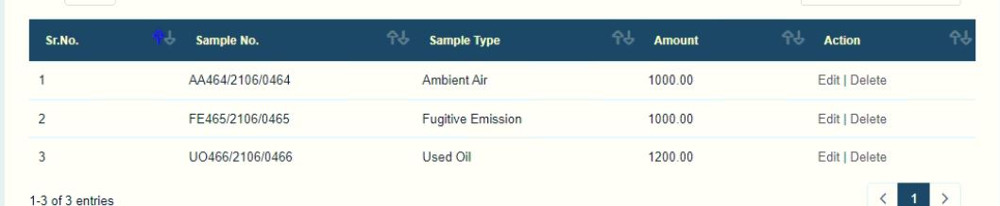 Sr.No. Sample No. Sample Type Amount Action
1 AA464/2106/0464 Ambient Air 1000.00 Edit | Delete
2 FE465/2106/0465 Fugitive Emission 1000.00 Edit | Delete
3 UO466/2106/0466 Used Oil 1200.00 Edit | Delete
1-3 of 3 entries < 1 >